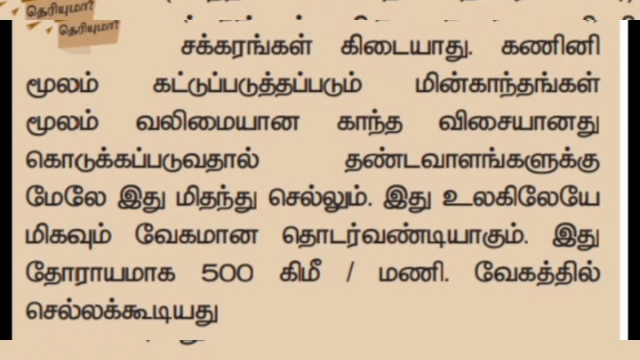 தெரியுமா?
தெரியுமா?
சக்கரங்கள் கிடையாது. கணினி
மூலம் கட்டுப்படுத்தப்படும் மின்காந்தங்கள்
மூலம் வலிமையான காந்த விசையானது
கொடுக்கப்படுவதால் தண்டவாளங்களுக்கு
மேலே இது மிதந்து செல்லும். இது உலகிலேயே
மிகவும் வேகமான தொடர்வண்டியாகும். இது
தோராயமாக 500 கிமீ / மணி. வேகத்தில்
செல்லக்கூடியது